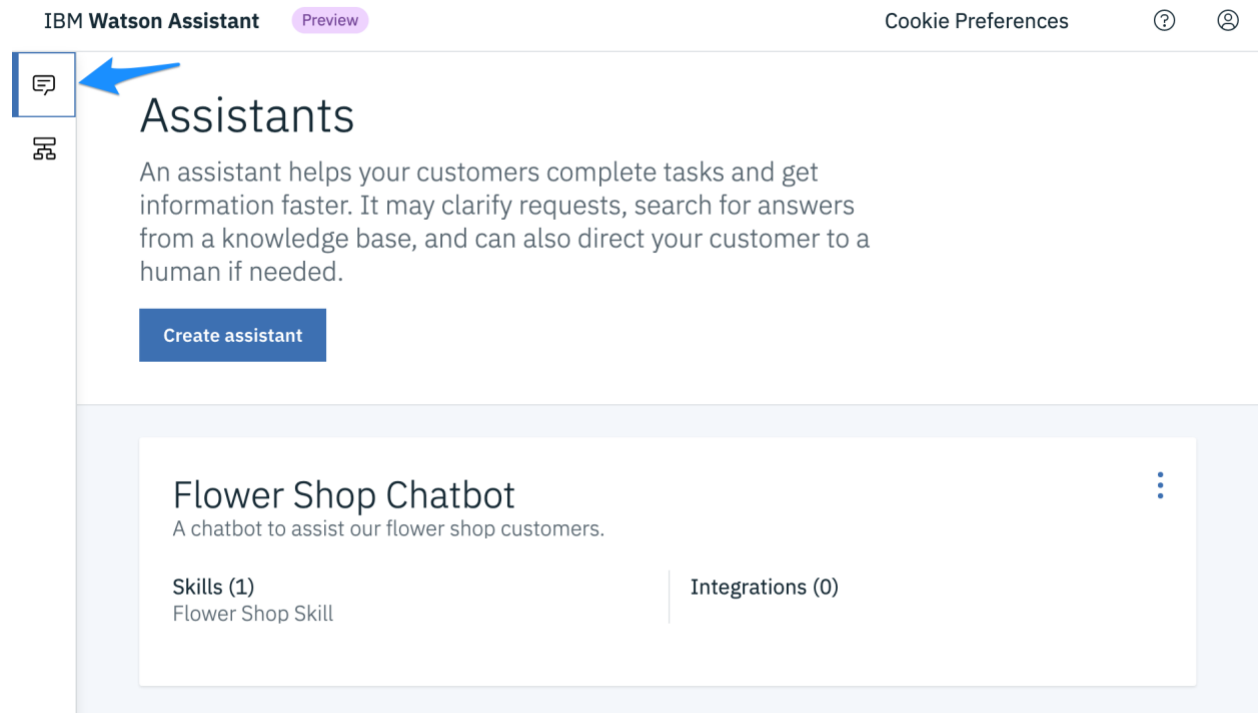 IBM Watson Assistant Preview Cookie Preferences
Assistants
An assistant helps your customers complete tasks and get
information faster. It may clarify requests, search for answers
from a knowledge base, and can also direct your customer to a
human if needed.
Create assistant
Flower Shop Chatbot
A chatbot to assist our flower shop customers.
Skills (1)
Flower Shop Skill
Integrations (0)